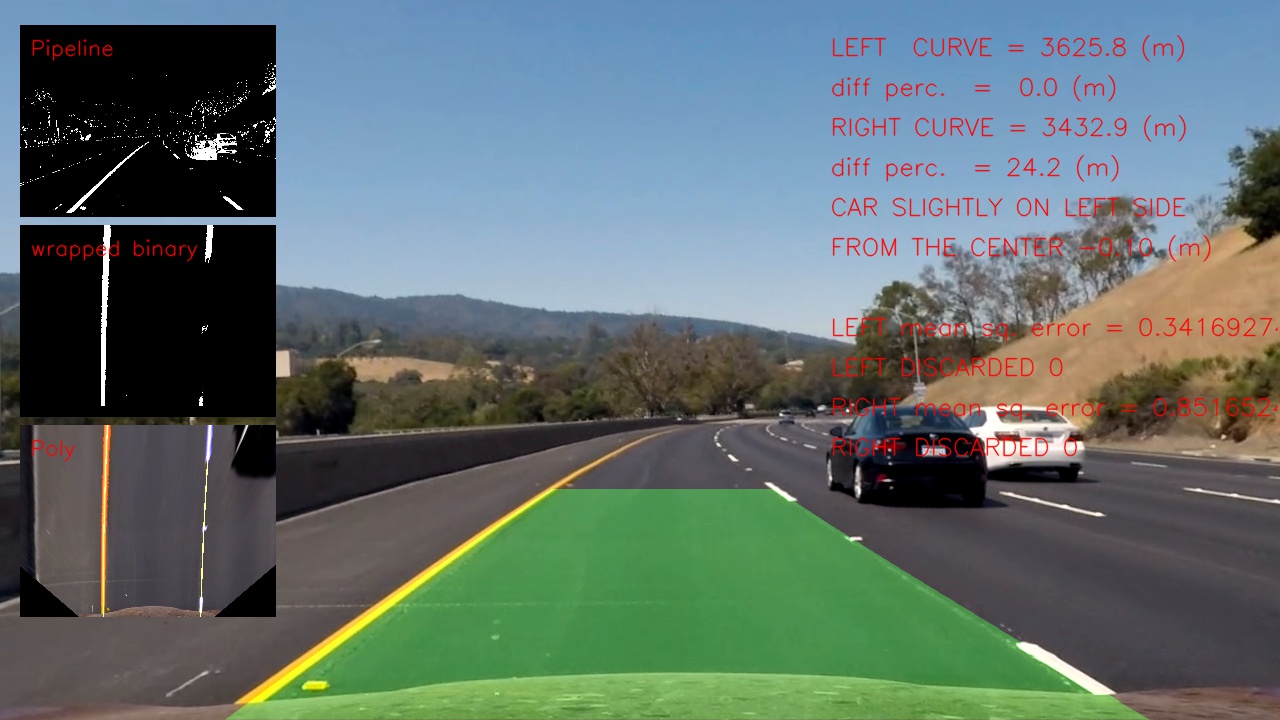 Pipeline
wrapped binary
Poly
LEFT  CURVE = 3625.8 (m)
diff perc.  =  0.0 (m)
RIGHT CURVE = 3432.9 (m)
diff perc.  = 24.2 (m)
CAR SLIGHTLY ON LEFT SIDE
FROM THE CENTER -0.10 (m)
LEFT mean sq. error = 0.3416927
LEFT DISCARDED 0
RIGHT mean sq. error = 0.851652
RIGHT DISCARDED 0